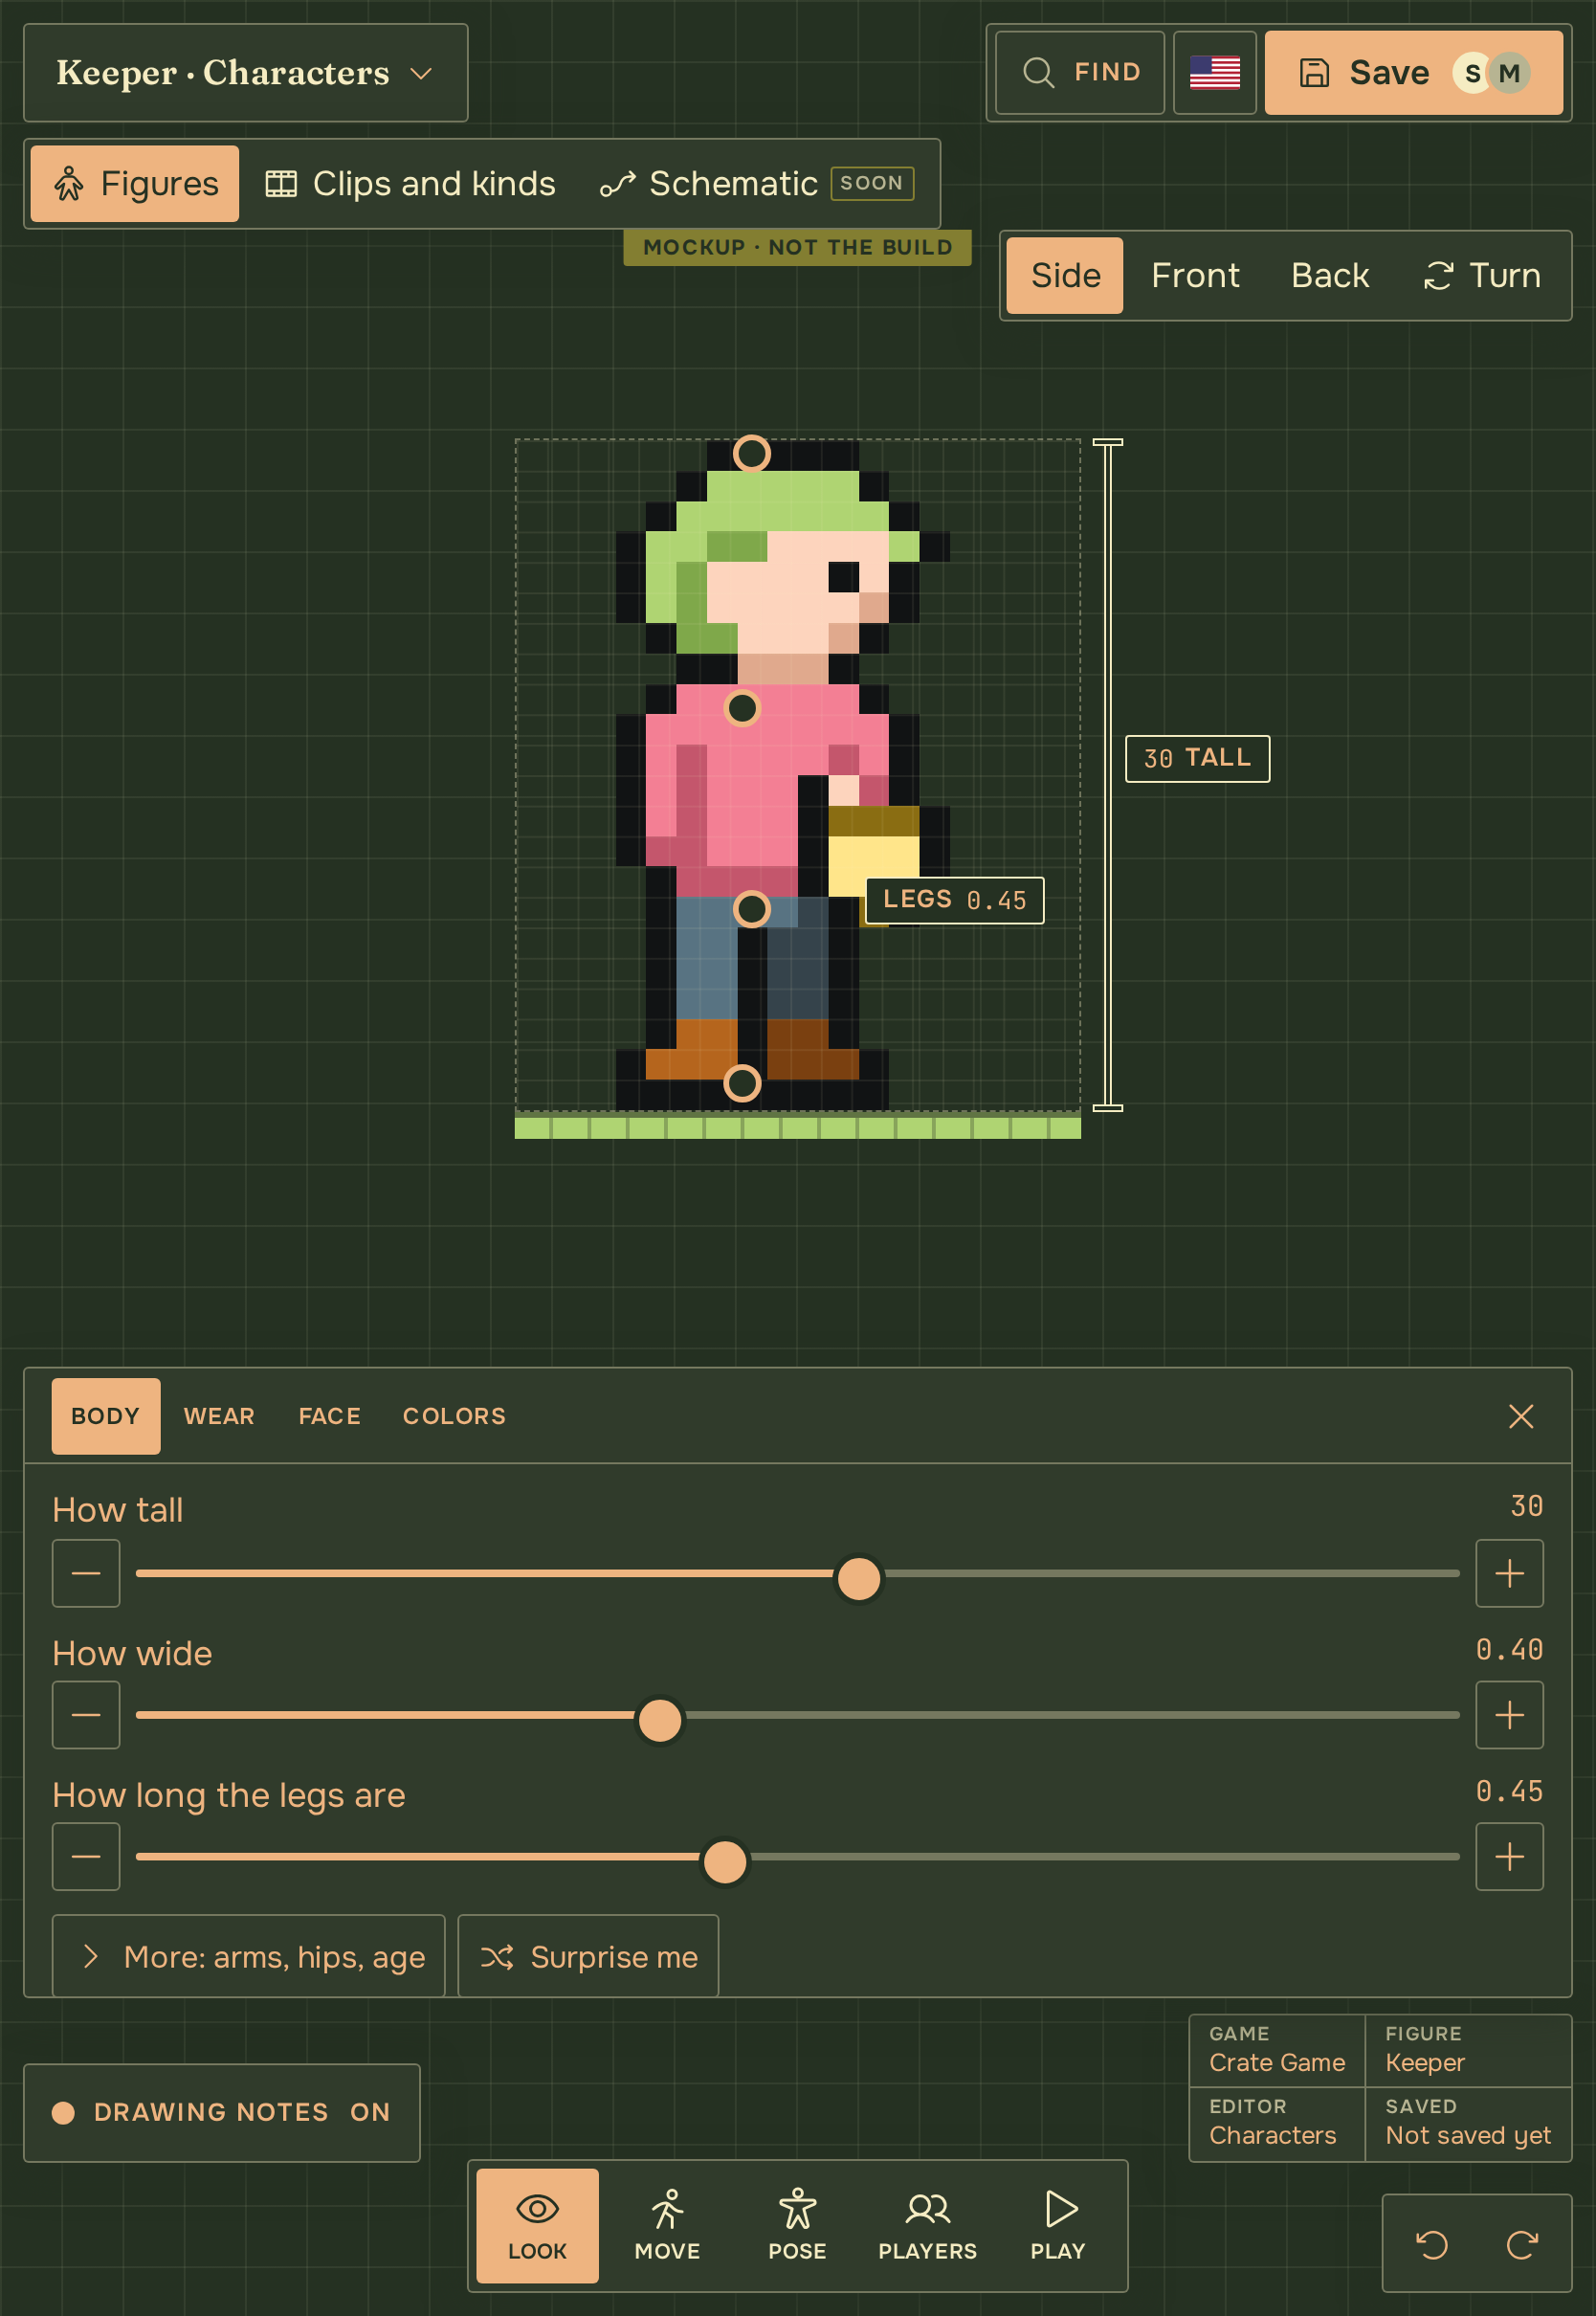 Keeper · Characters
FIND
Save S M
Figures
Clips and kinds
Schematic SOON
MOCKUP · NOT THE BUILD
Side
Front
Back
Turn
30 TALL
LEGS 0.45
BODY
WEAR
FACE
COLORS
How tall
30
How wide
0.40
How long the legs are
0.45
More: arms, hips, age
Surprise me
DRAWING NOTES ON
GAME
Crate Game
FIGURE
Keeper
EDITOR
Characters
SAVED
Not saved yet
LOOK
MOVE
POSE
PLAYERS
PLAY